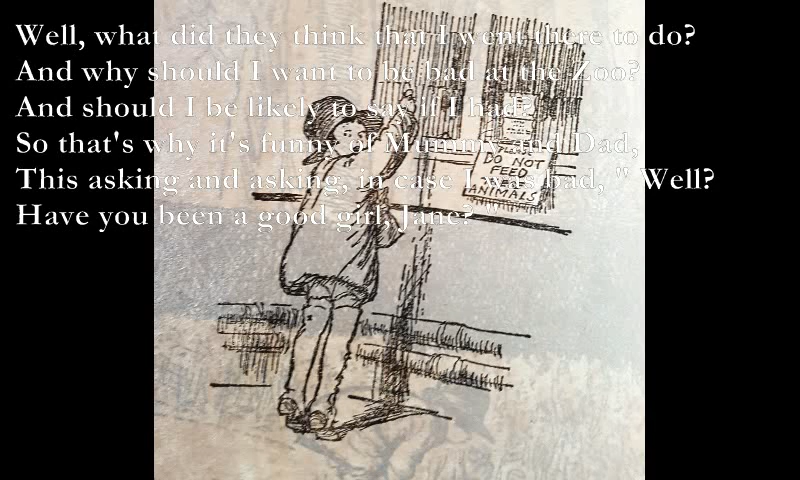 Well, what did they think that I went there to do?
And why should I want to be bad at the Zoo?
And should I be likely to say if I had?
So that's why it's funny of Mummy and Dad,
This asking and asking, in case I was bad, " Well?
Have you been a good girl, Jane? "
DO NOT
FEED
ANIMALS